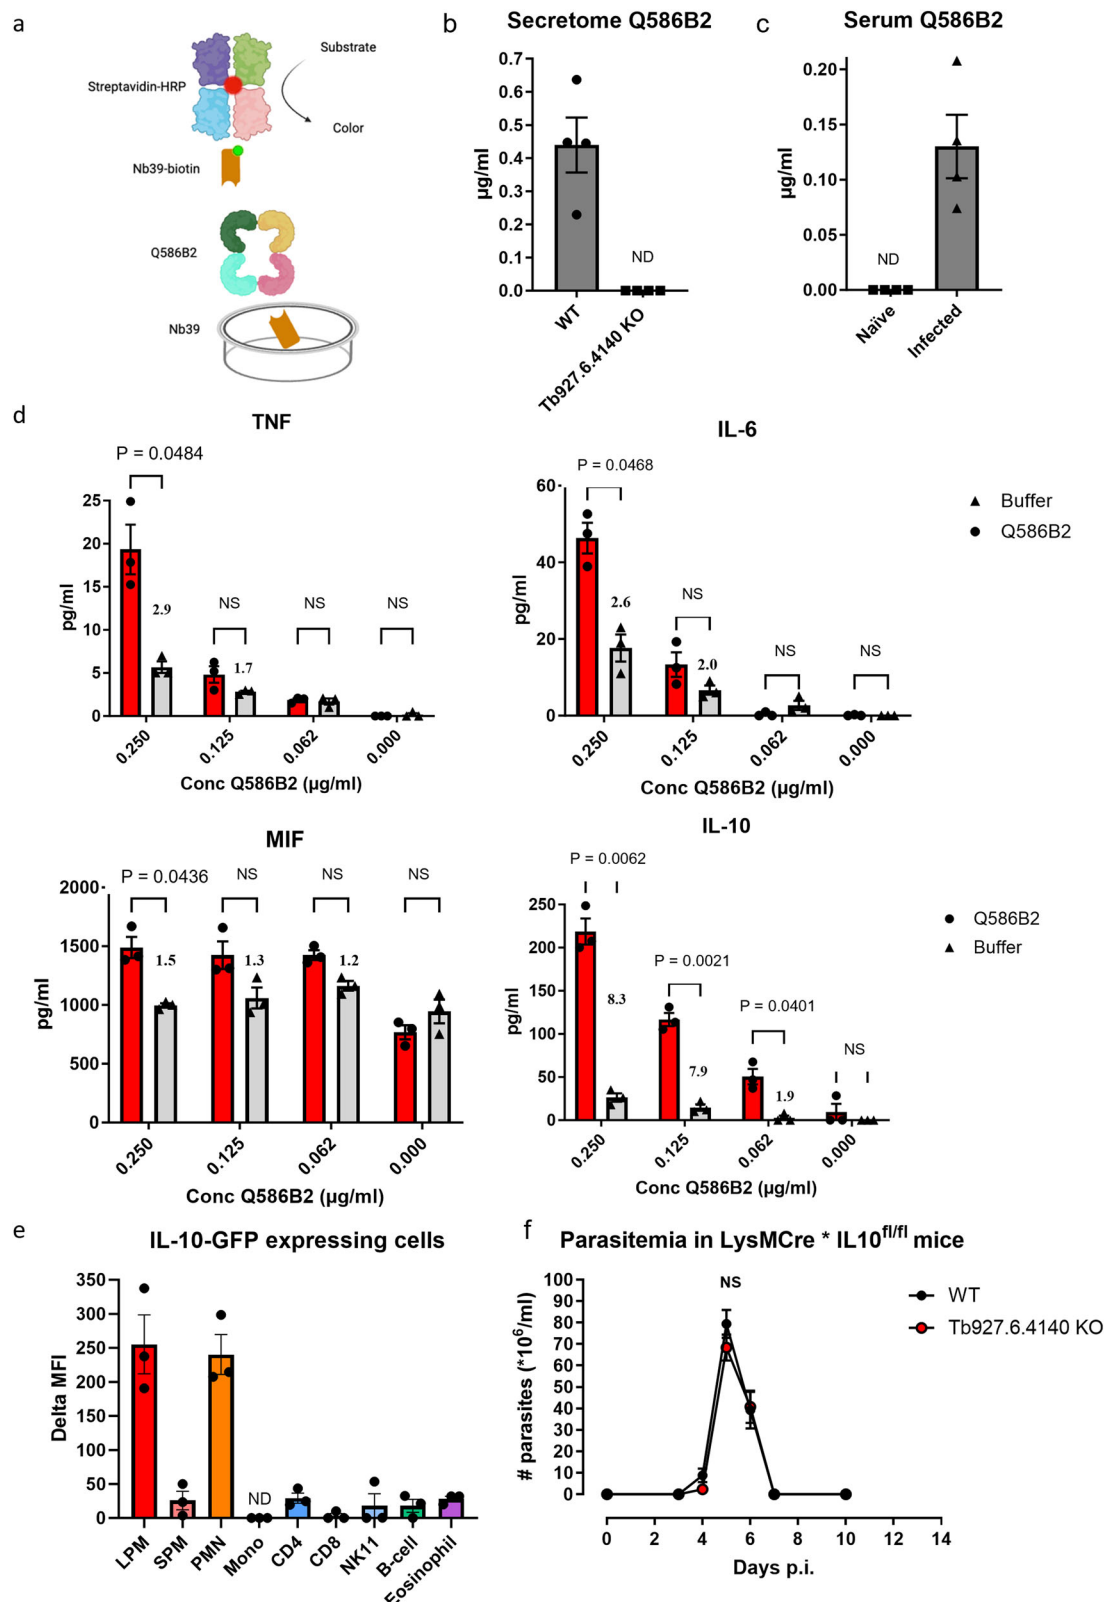 a
Substrate
Streptavidin-HRP
Color
Nb39-biotin
Q586B2
Nb39
b
Secretome Q586B2
µg/ml
0.7
0.6
0.5
0.4
0.3
0.2
0.1
0.0
ND
WT
Tb927.6.4140 KO
c
Serum Q586B2
µg/ml
0.20
0.15
0.10
0.05
0.00
ND
Naïve
Infected
d
TNF
P = 0.0484
NS
NS
NS
2.9
1.7
pg/ml
25
20
15
10
5
0
0.250
0.125
0.062
0.000
Conc Q586B2 (µg/ml)
IL-6
P = 0.0468
NS
NS
NS
2.6
2.0
pg/ml
60
40
20
0
0.250
0.125
0.062
0.000
Conc Q586B2 (µg/ml)
Buffer
Q586B2
MIF
P = 0.0436
NS
NS
NS
1.5
1.3
1.2
pg/ml
2000
1500
1000
500
0
0.250
0.125
0.062
0.000
Conc Q586B2 (µg/ml)
IL-10
P = 0.0062
P = 0.0021
P = 0.0401
NS
8.3
7.9
1.9
pg/ml
250
200
150
100
50
0
0.250
0.125
0.062
0.000
Conc Q586B2 (µg/ml)
Q586B2
Buffer
e
IL-10-GFP expressing cells
Delta MFI
350
300
250
200
150
100
50
0
ND
LPM
SPM
PMN
Mono
CD4
CD8
NK11
B-cell
Eosinophil
f
Parasitemia in LysMCre * IL10fl/fl mice
NS
# parasites (*10⁶/ml)
100
90
80
70
60
50
40
30
20
10
0
0 2 4 6 8 10 12 14
Days p.i.
WT
Tb927.6.4140 KO